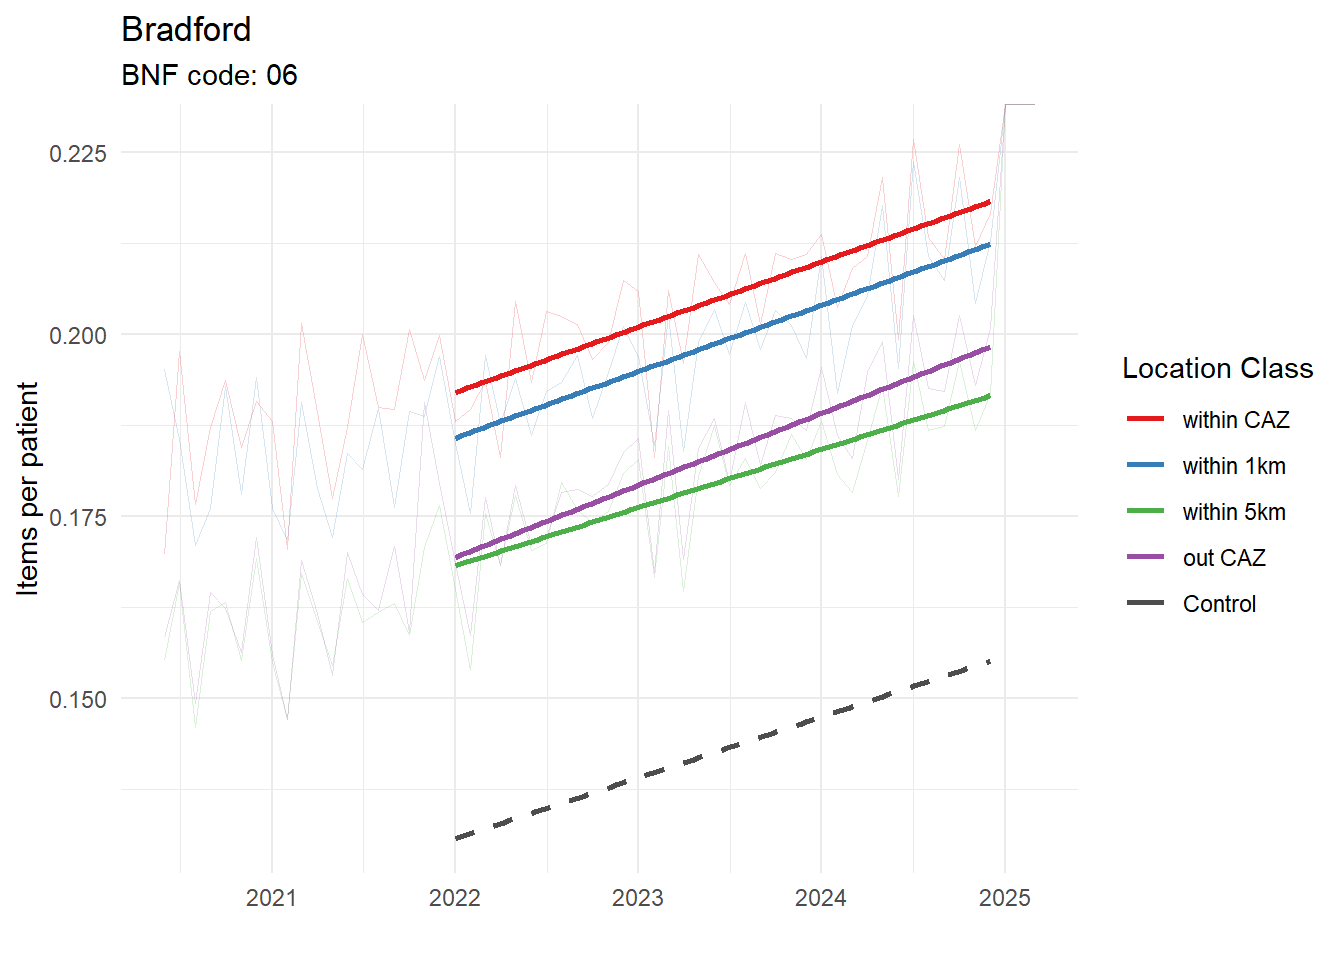 Bradford
BNF code: 06
Items per patient
0.225
0.200
0.175
0.150
2021 2022 2023 2024 2025
Location Class
within CAZ
within 1km
within 5km
out CAZ
Control